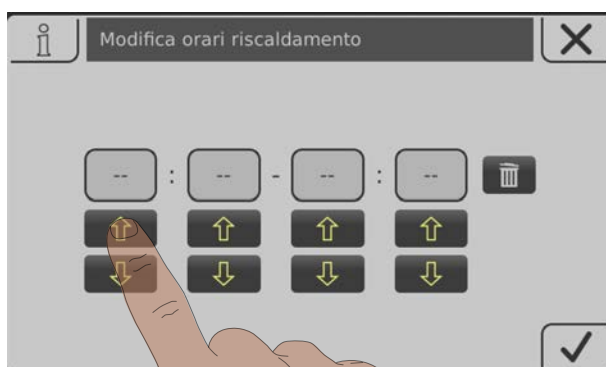 i
Modifica orari riscaldamento
-- : -- - -- : --